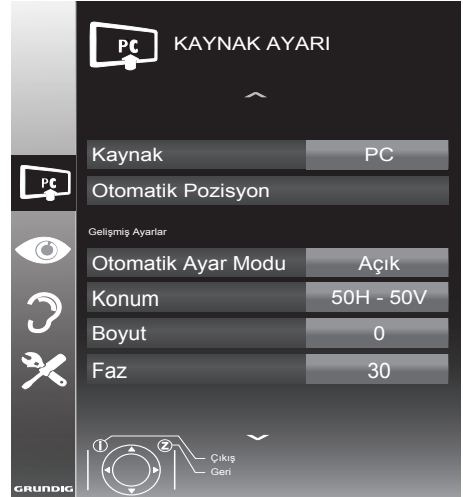 PC KAYNAK AYARI
Kaynak PC
PC
Otomatik Pozisyon
Gelişmiş Ayarlar
Otomatik Ayar Modu Açık
Konum 50H - 50V
Boyut 0
Faz 30
Z
Çıkış
Geri
GRUNDIG